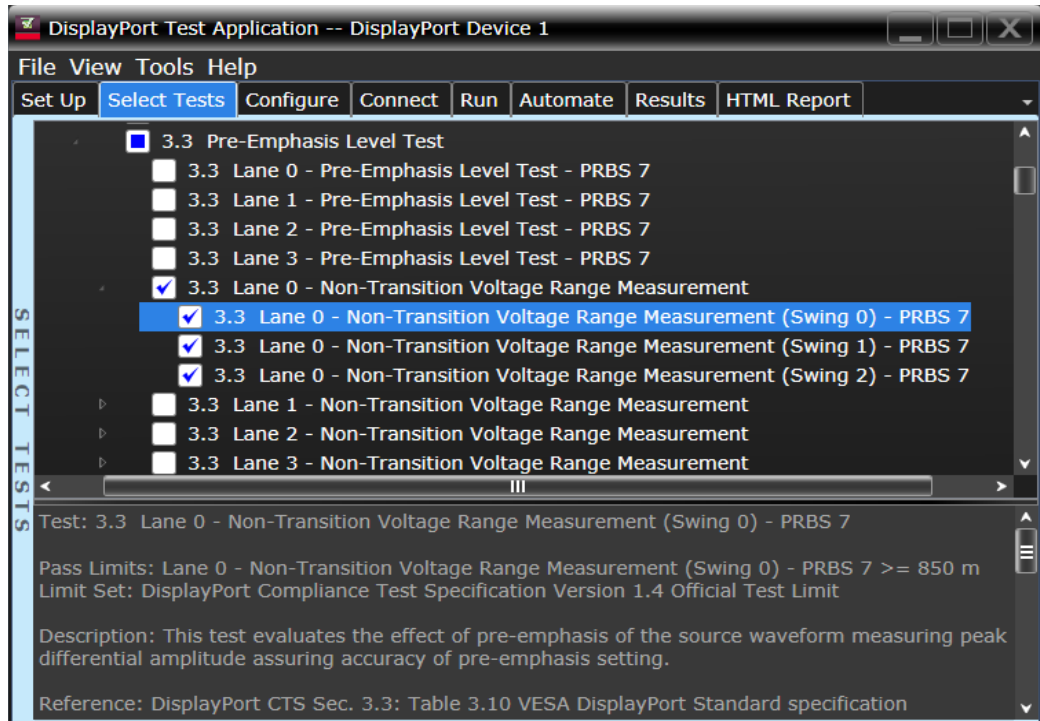 DisplayPort Test Application -- DisplayPort Device 1
File View Tools Help
Set Up Select Tests Configure Connect Run Automate Results HTML Report
SELECT TESTS
3.3 Pre-Emphasis Level Test
3.3 Lane 0 - Pre-Emphasis Level Test - PRBS 7
3.3 Lane 1 - Pre-Emphasis Level Test - PRBS 7
3.3 Lane 2 - Pre-Emphasis Level Test - PRBS 7
3.3 Lane 3 - Pre-Emphasis Level Test - PRBS 7
3.3 Lane 0 - Non-Transition Voltage Range Measurement
3.3 Lane 0 - Non-Transition Voltage Range Measurement (Swing 0) - PRBS 7
3.3 Lane 0 - Non-Transition Voltage Range Measurement (Swing 1) - PRBS 7
3.3 Lane 0 - Non-Transition Voltage Range Measurement (Swing 2) - PRBS 7
3.3 Lane 1 - Non-Transition Voltage Range Measurement
3.3 Lane 2 - Non-Transition Voltage Range Measurement
3.3 Lane 3 - Non-Transition Voltage Range Measurement
Test: 3.3 Lane 0 - Non-Transition Voltage Range Measurement (Swing 0) - PRBS 7
Pass Limits: Lane 0 - Non-Transition Voltage Range Measurement (Swing 0) - PRBS 7 >= 850 m
Limit Set: DisplayPort Compliance Test Specification Version 1.4 Official Test Limit
Description: This test evaluates the effect of pre-emphasis of the source waveform measuring peak
differential amplitude assuring accuracy of pre-emphasis setting.
Reference: DisplayPort CTS Sec. 3.3: Table 3.10 VESA DisplayPort Standard specification